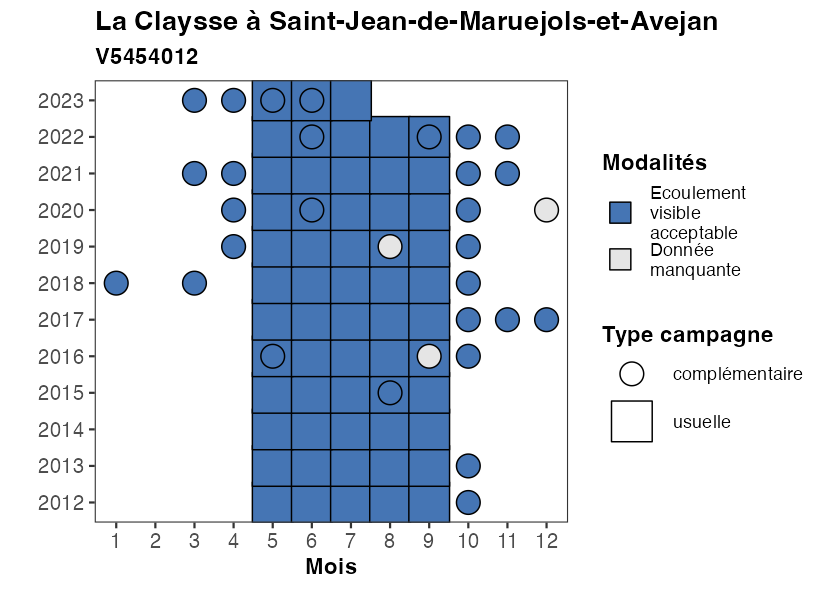 La Claysse à Saint-Jean-de-Maruejols-et-Avejan
V5454012
2023
2022
2021
2020
2019
2018
2017
2016
2015
2014
2013
2012
1 2 3 4 5 6 7 8 9 10 11 12
Mois
Modalités
Ecoulement
visible
acceptable
Donnée
manquante
Type campagne
complémentaire
usuelle